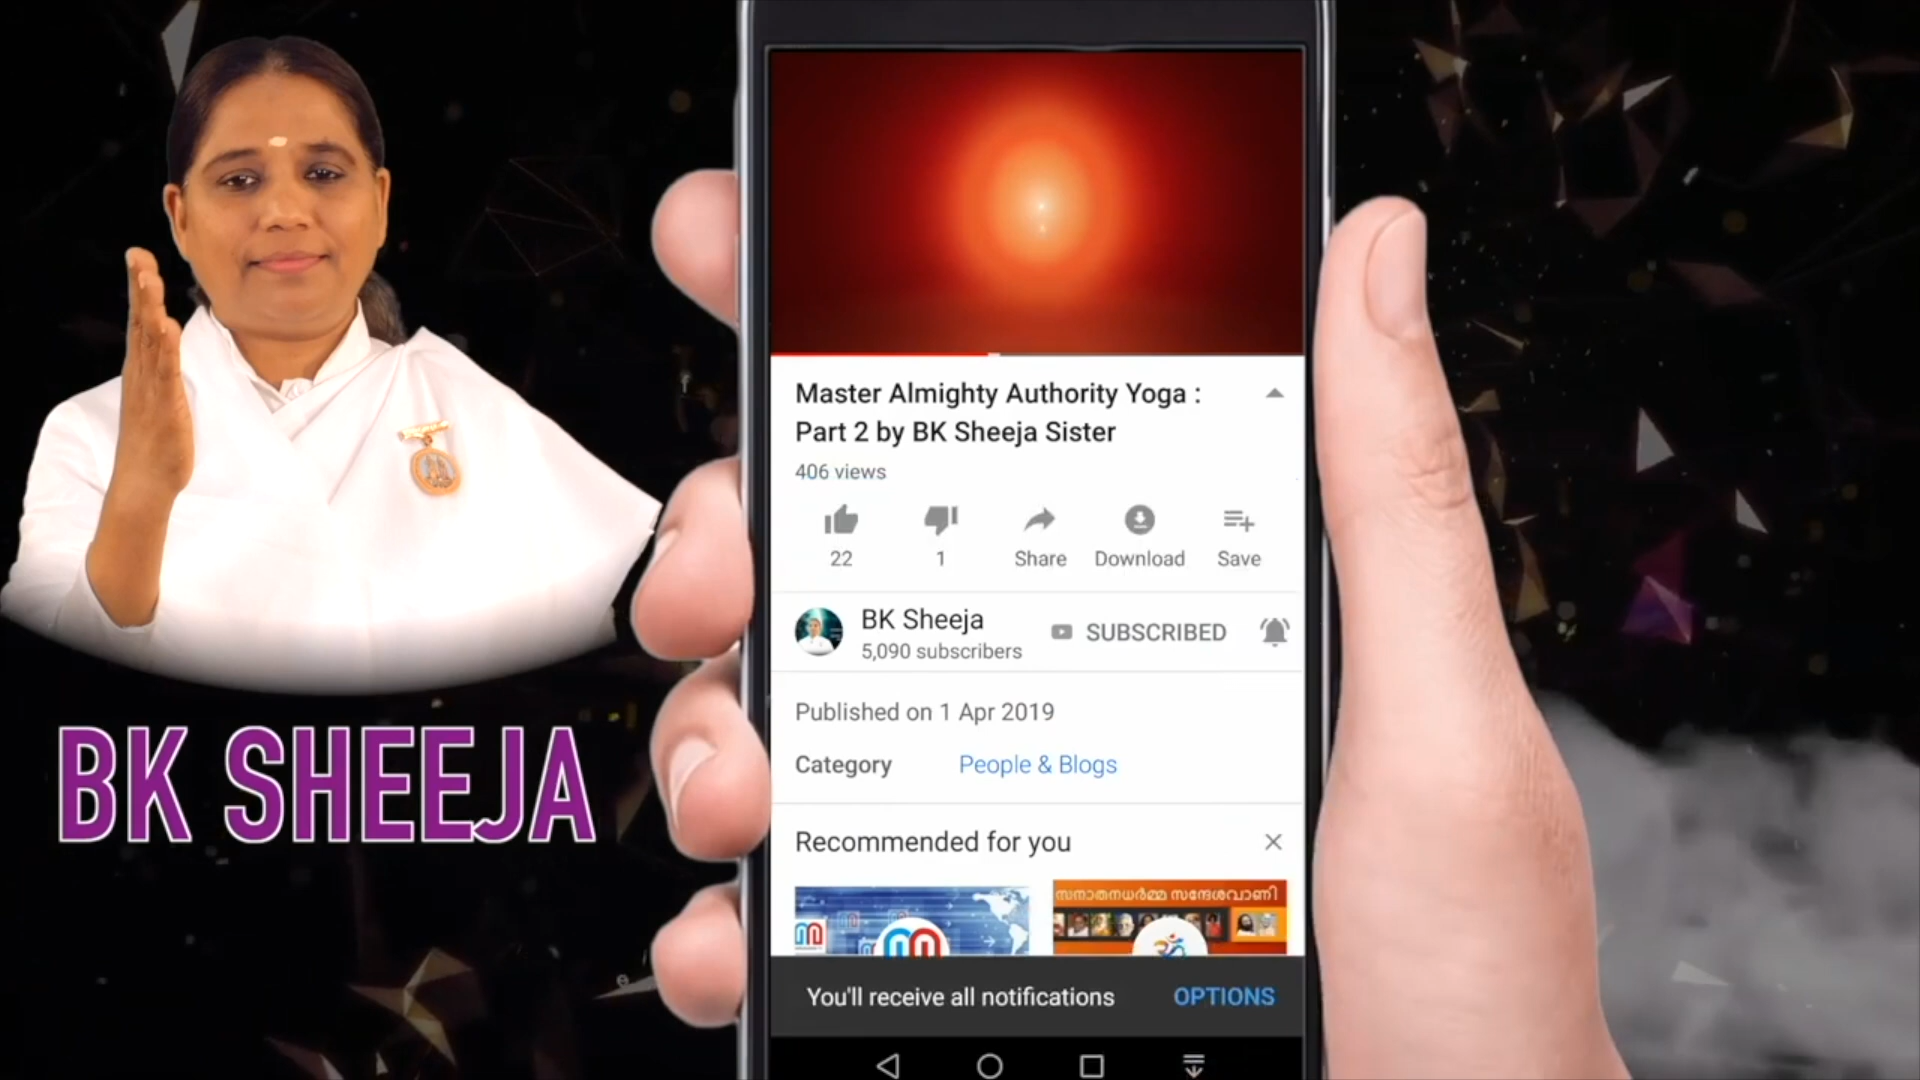 BK SHEEJA
Master Almighty Authority Yoga :
Part 2 by BK Sheeja Sister
406 views
22
1
Share
Download
Save
BK Sheeja
5,090 subscribers
SUBSCRIBED
Published on 1 Apr 2019
Category
People & Blogs
Recommended for you
സനാതനധർമ്മ സന്ദേശവാണി
You'll receive all notifications
OPTIONS